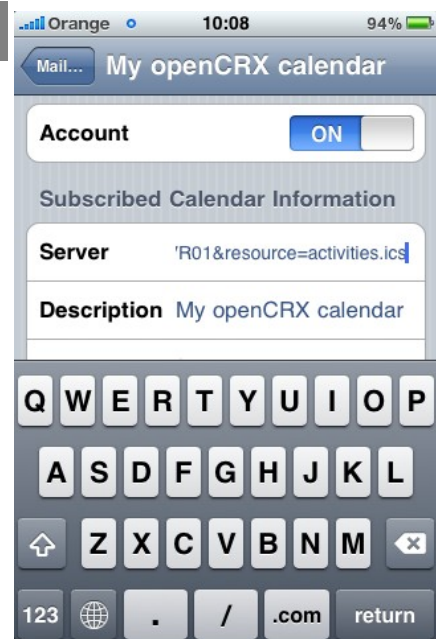 Orange 10:08 94%
Mail... My openCRX calendar
Account ON
Subscribed Calendar Information
Server 'R01&resource=activities.ics
Description My openCRX calendar
Q W E R T Y U I O P
A S D F G H J K L
Z X C V B N M
123 . / .com return